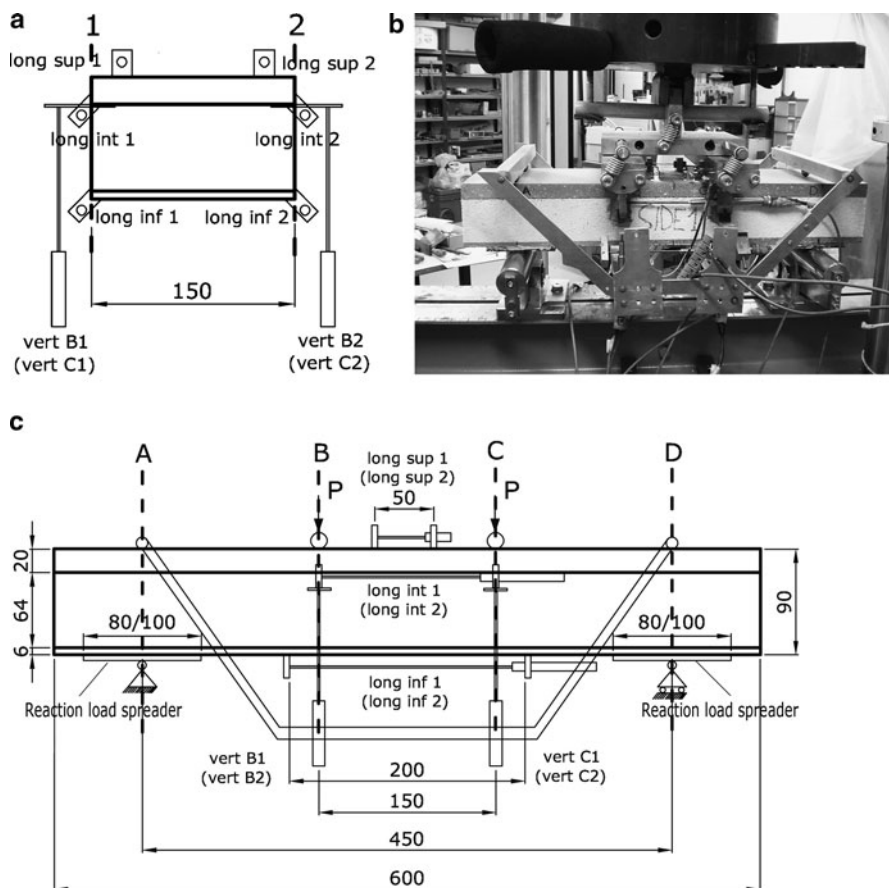 a
1
2
long sup 1
long sup 2
long int 1
long int 2
long inf 1
long inf 2
150
vert B1
(vert C1)
vert B2
(vert C2)
b
A
D
SIDE 1
c
A
B
C
D
long sup 1
(long sup 2)
P
P
50
20
64
6
90
long int 1
(long int 2)
80/100
80/100
long inf 1
(long inf 2)
Reaction load spreader
Reaction load spreader
vert B1
(vert B2)
vert C1
(vert C2)
200
150
450
600